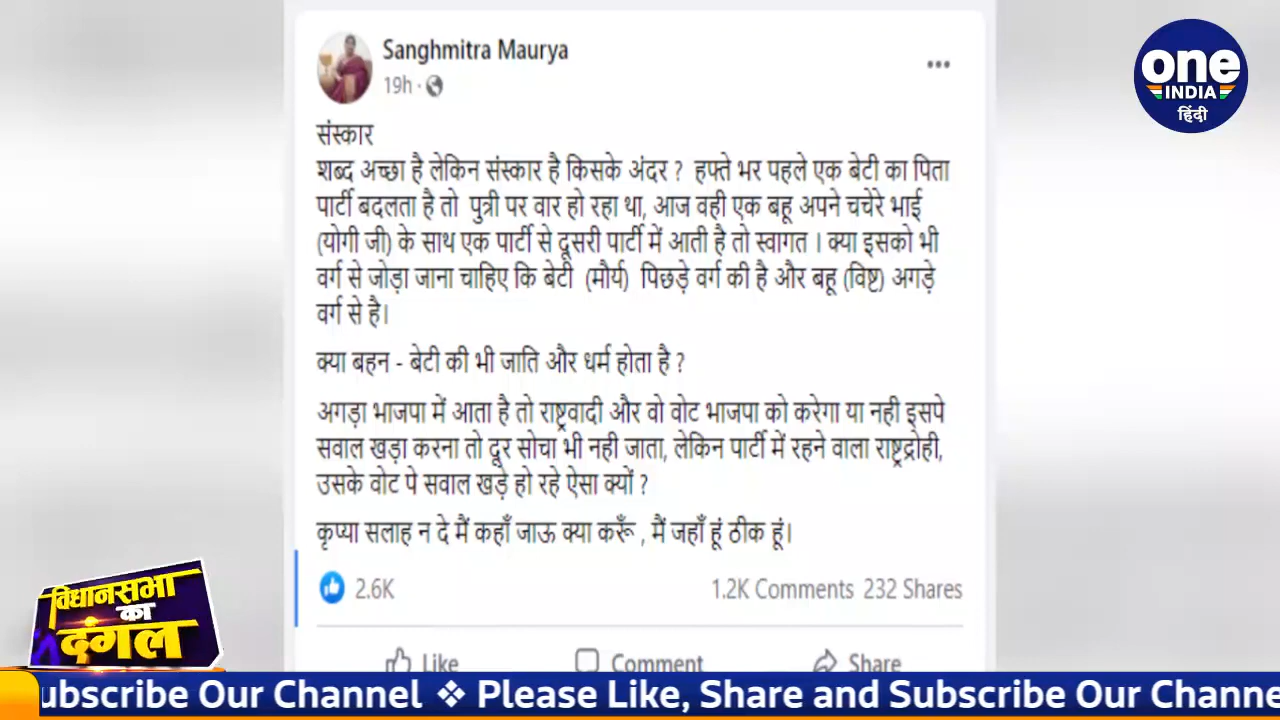 Sanghmitra Maurya
19h ·
one
INDIA
हिंदी
संस्कार
शब्द अच्छा है लेकिन संस्कार है किसके अंदर ? हफ्ते भर पहले एक बेटी का पिता
पार्टी बदलता है तो पुत्री पर वार हो रहा था, आज वही एक बहू अपने चचेरे भाई
(योगी जी) के साथ एक पार्टी से दूसरी पार्टी में आती है तो स्वागत । क्या इसको भी
वर्ग से जोड़ा जाना चाहिए कि बेटी (मौर्य) पिछड़े वर्ग की है और बहू (विष्ट) अगड़े
वर्ग से है।
क्या बहन - बेटी की भी जाति और धर्म होता है ?
अगड़ा भाजपा में आता है तो राष्ट्रवादी और वो वोट भाजपा को करेगा या नही इसपे
सवाल खड़ा करना तो दूर सोचा भी नही जाता, लेकिन पार्टी में रहने वाला राष्ट्रद्रोही,
उसके वोट पे सवाल खड़े हो रहे ऐसा क्यों ?
कृप्या सलाह न दे मैं कहाँ जाऊ क्या करूँ , मैं जहाँ हूं ठीक हूं।
2.6K
1.2K Comments 232 Shares
Like
Comment
Share
विधानसभा
का
दंगल
ubscribe Our Channel ❖ Please Like, Share and Subscribe Our Channe